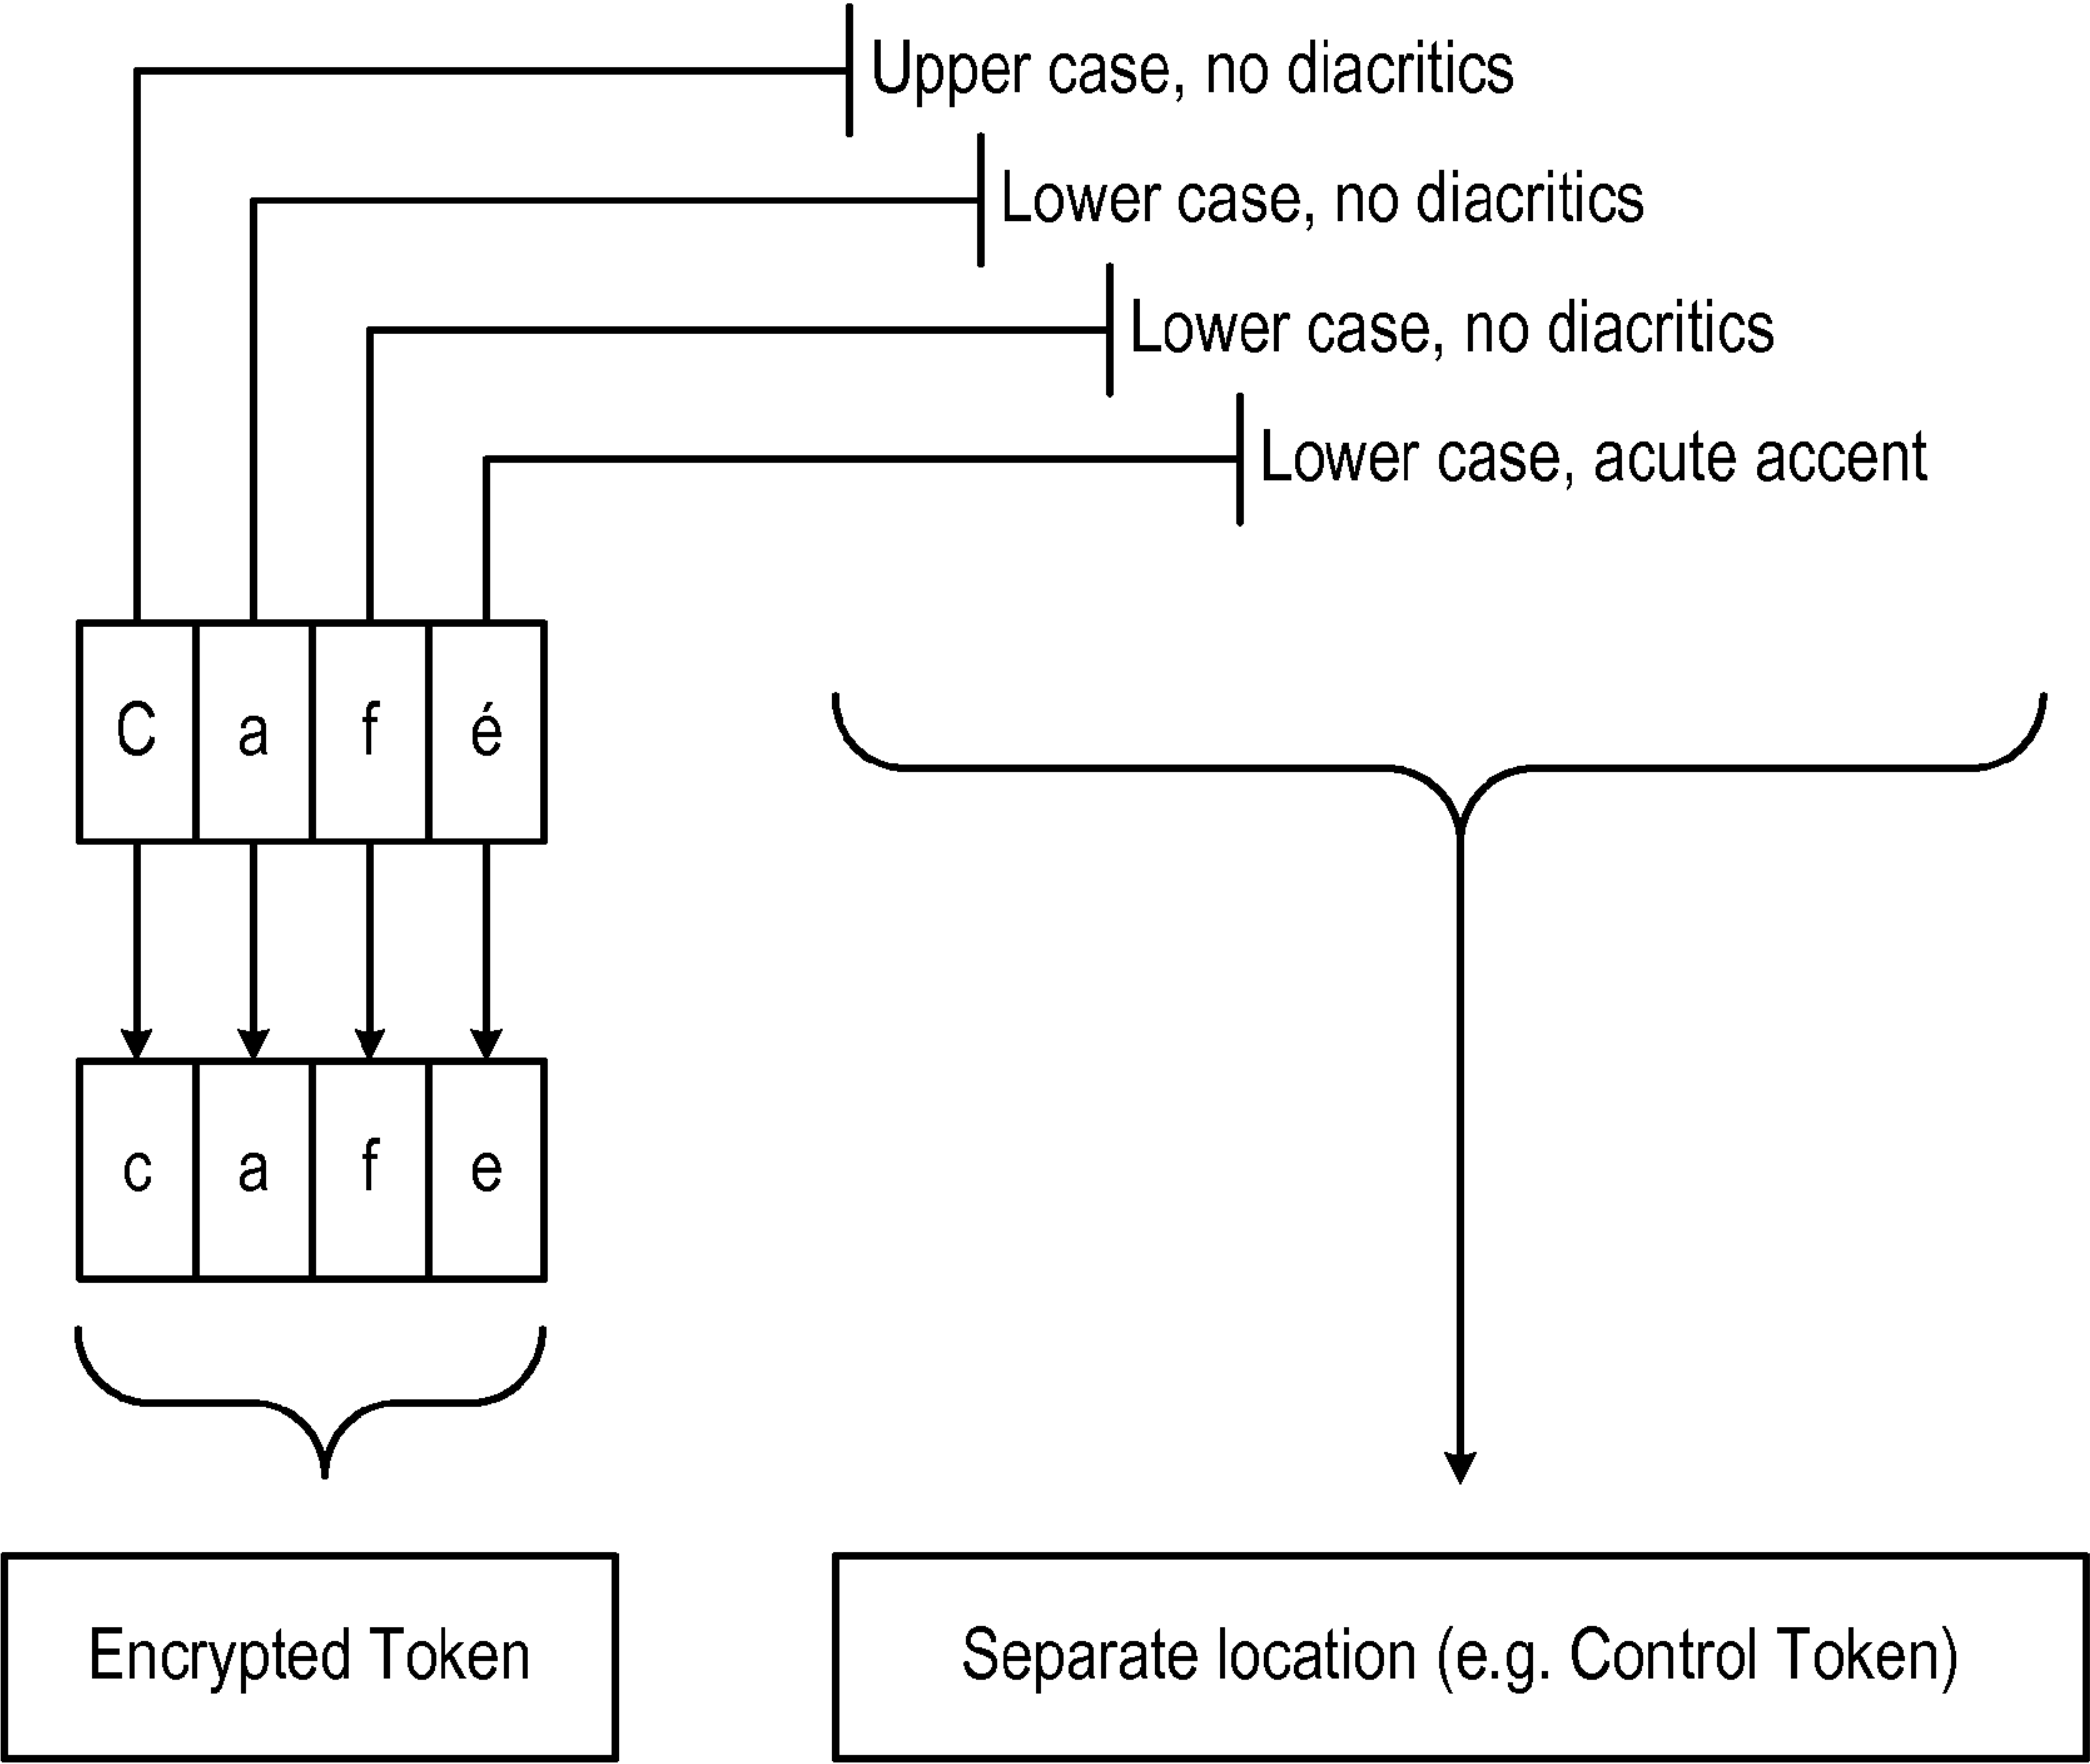 Upper case, no diacritics
Lower case, no diacritics
Lower case, no diacritics
Lower case, acute accent
C a f é
c a f e
Encrypted Token
Separate location (e.g. Control Token)